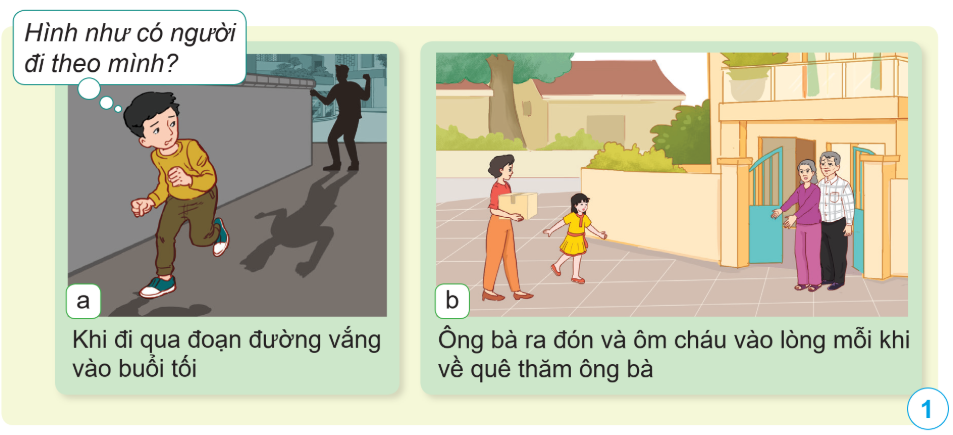 Hình như có người
đi theo mình?
a
Khi đi qua đoạn đường vắng
vào buổi tối
b
Ông bà ra đón và ôm cháu vào lòng mỗi khi
về quê thăm ông bà
1